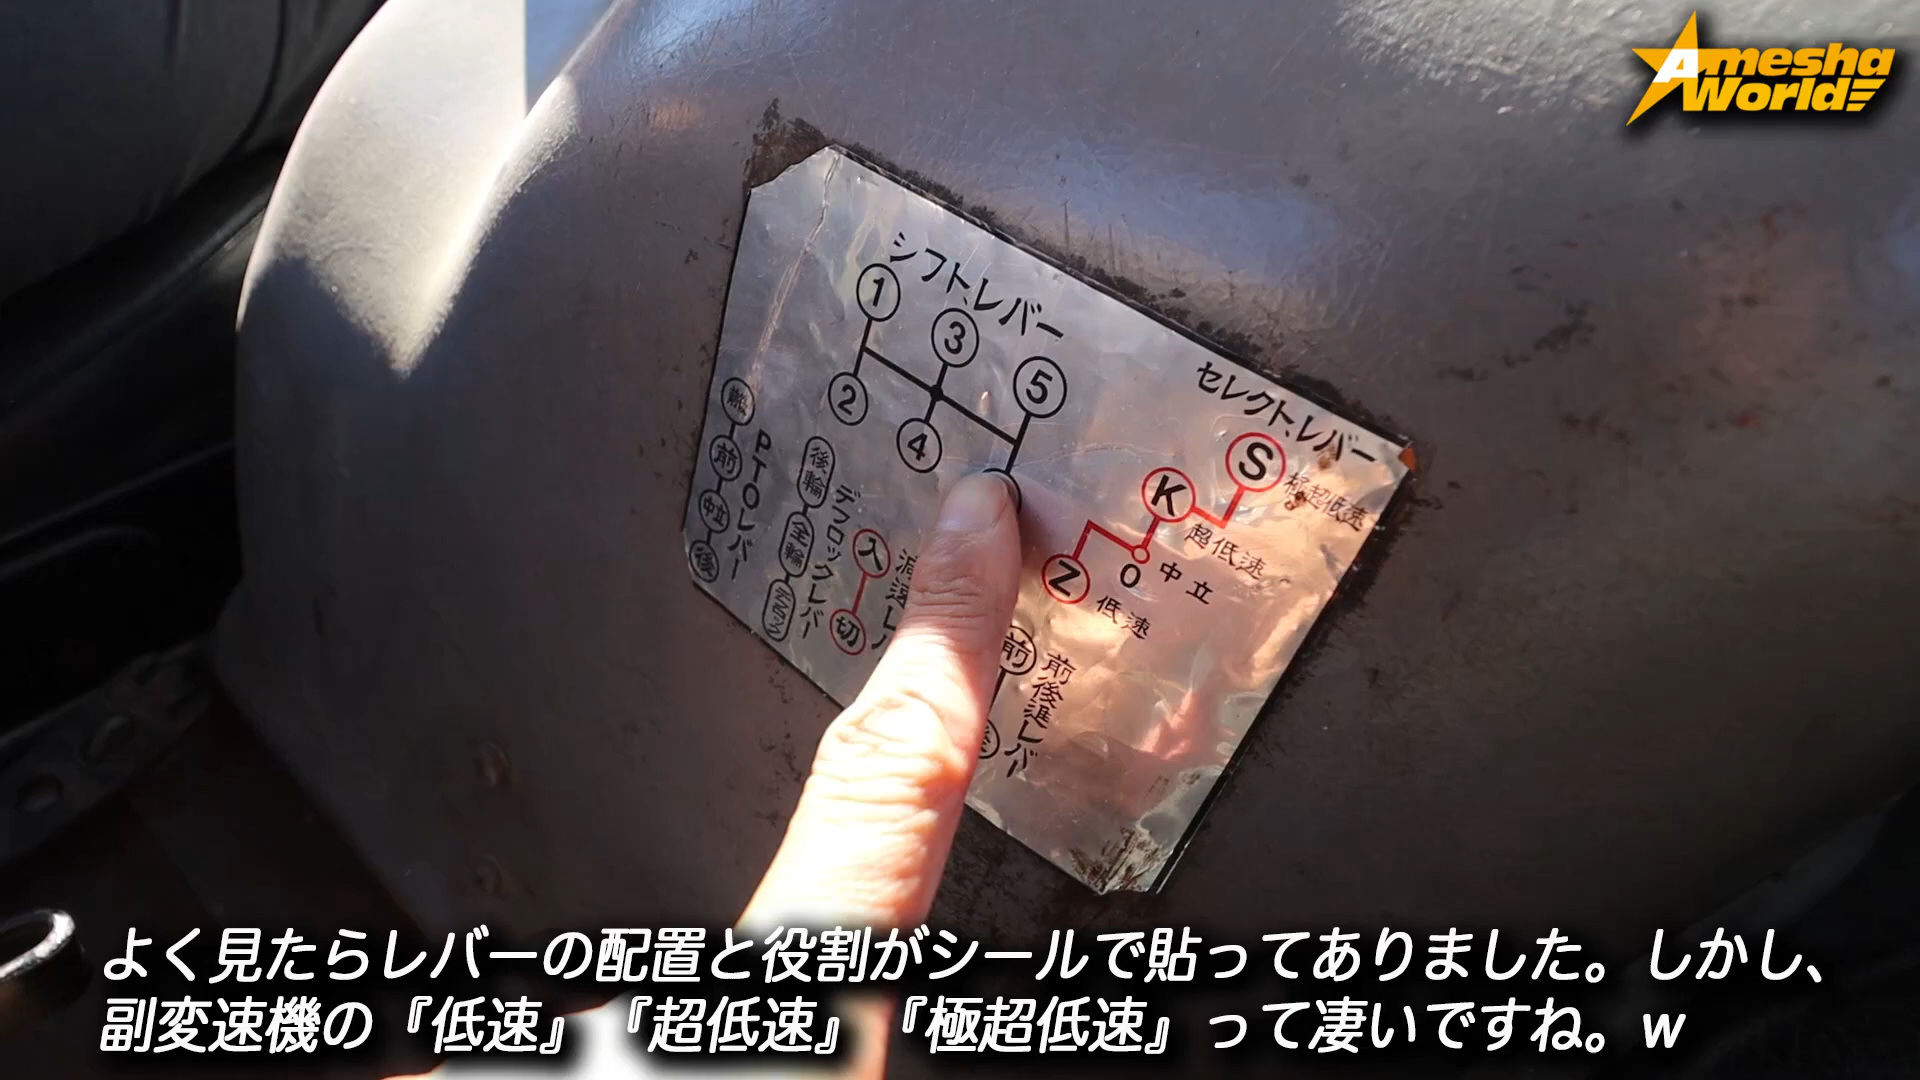 Amesha
World
シフトレバー
1
3
5
2
4
セレクトレバー
S
極超低速
K
超低速
O 中立
Z
低速
前
中立
後
PTOレバー
後輪
全輪
デフロックレバー
入
切
減速レバ
前
前後進レバー
よく見たらレバーの配置と役割がシールで貼ってありました。しかし、
副変速機の『低速』『超低速』『極超低速』って凄いですね。w